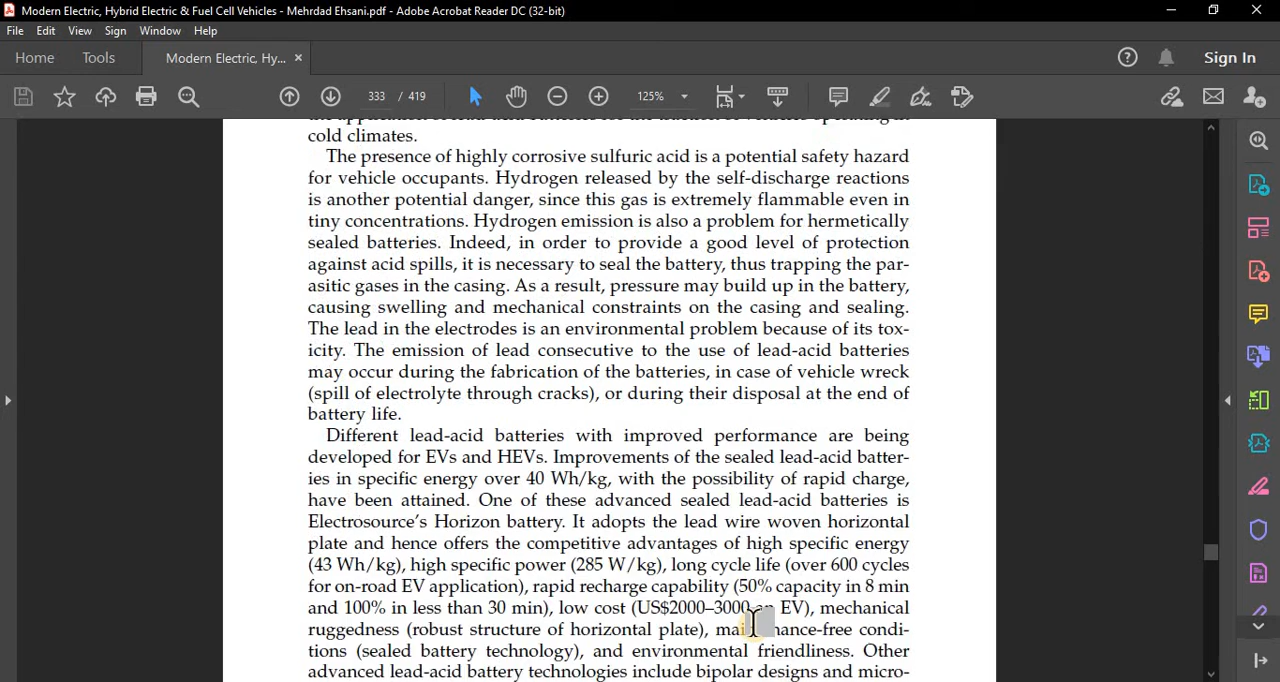 Modern Electric, Hybrid Electric & Fuel Cell Vehicles - Mehrdad Ehsani.pdf - Adobe Acrobat Reader DC (32-bit)
File Edit View Sign Window Help
Home Tools Modern Electric, Hy... × Sign In
333 / 419 125%
the application of lead-acid batteries for the traction of vehicles operating in
cold climates.
The presence of highly corrosive sulfuric acid is a potential safety hazard
for vehicle occupants. Hydrogen released by the self-discharge reactions
is another potential danger, since this gas is extremely flammable even in
tiny concentrations. Hydrogen emission is also a problem for hermetically
sealed batteries. Indeed, in order to provide a good level of protection
against acid spills, it is necessary to seal the battery, thus trapping the par-
asitic gases in the casing. As a result, pressure may build up in the battery,
causing swelling and mechanical constraints on the casing and sealing.
The lead in the electrodes is an environmental problem because of its tox-
icity. The emission of lead consecutive to the use of lead-acid batteries
may occur during the fabrication of the batteries, in case of vehicle wreck
(spill of electrolyte through cracks), or during their disposal at the end of
battery life.
Different lead-acid batteries with improved performance are being
developed for EVs and HEVs. Improvements of the sealed lead-acid batter-
ies in specific energy over 40 Wh/kg, with the possibility of rapid charge,
have been attained. One of these advanced sealed lead-acid batteries is
Electrosource's Horizon battery. It adopts the lead wire woven horizontal
plate and hence offers the competitive advantages of high specific energy
(43 Wh/kg), high specific power (285 W/kg), long cycle life (over 600 cycles
for on-road EV application), rapid recharge capability (50% capacity in 8 min
and 100% in less than 30 min), low cost (US$2000–3000 an EV), mechanical
ruggedness (robust structure of horizontal plate), maintenance-free condi-
tions (sealed battery technology), and environmental friendliness. Other
advanced lead-acid battery technologies include bipolar designs and micro-